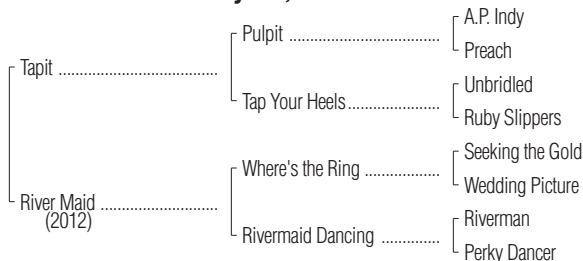 Tapit ......................................
River Maid ............................
(2012)
Pulpit ....................................
Tap Your Heels......................
Where's the Ring ..................
Rivermaid Dancing ..............
A.P. Indy
Preach
Unbridled
Ruby Slippers
Seeking the Gold
Wedding Picture
Riverman
Perky Dancer